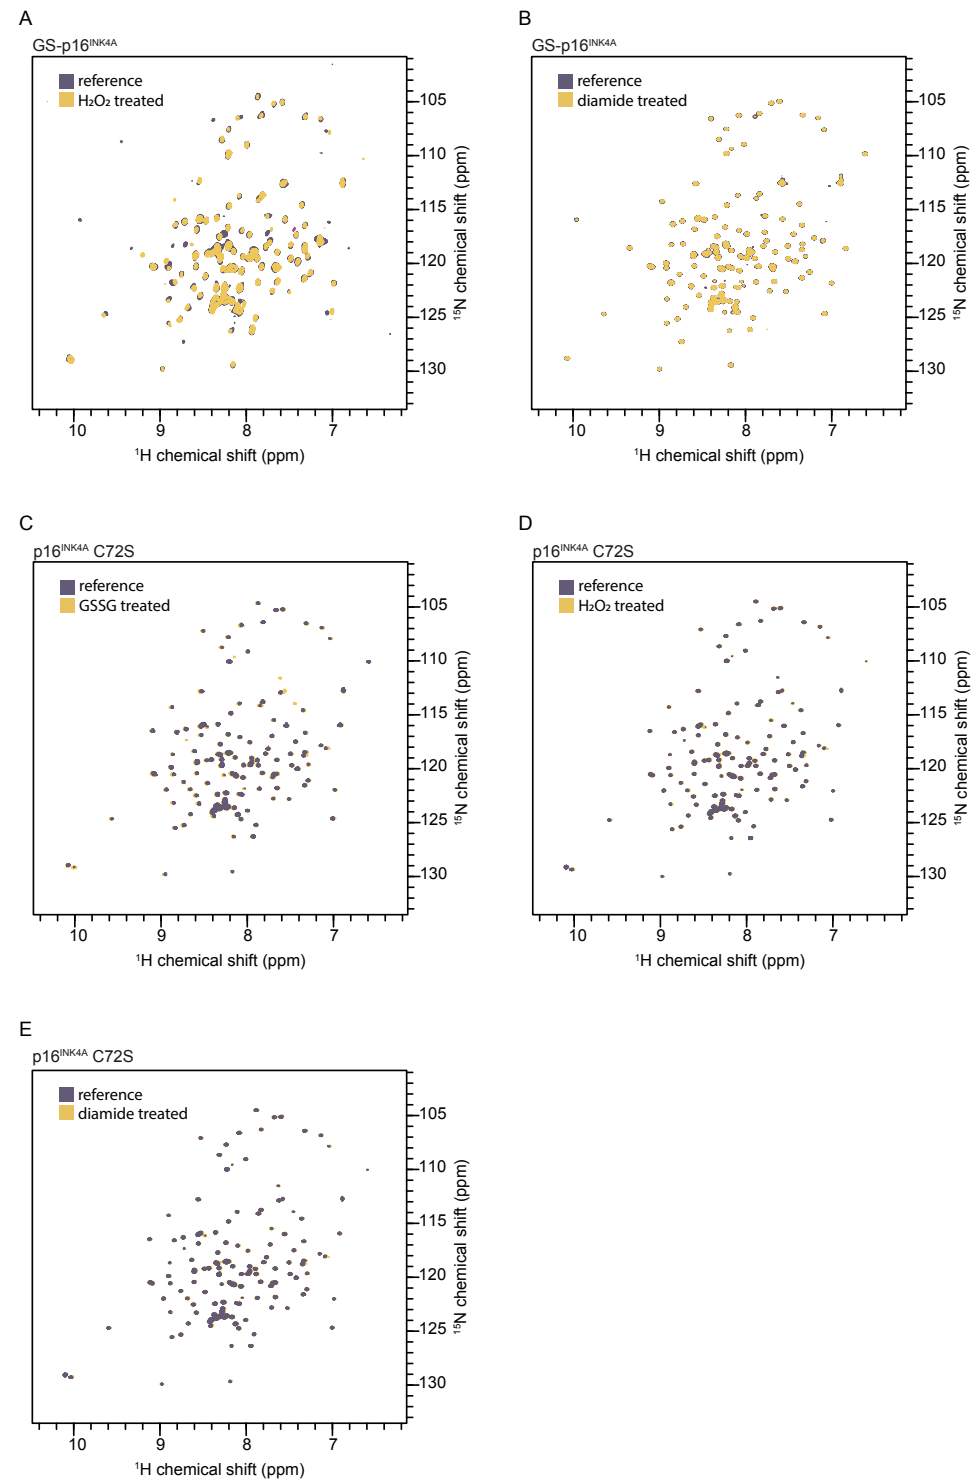 A
GS-p16INK4A
reference
H₂O₂ treated
105
110
115
120
125
130
¹⁵N chemical shift (ppm)
10 9 8 7
¹H chemical shift (ppm)
B
GS-p16INK4A
reference
diamide treated
105
110
115
120
125
130
¹⁵N chemical shift (ppm)
10 9 8 7
¹H chemical shift (ppm)
C
p16INK4A C72S
reference
GSSG treated
105
110
115
120
125
130
¹⁵N chemical shift (ppm)
10 9 8 7
¹H chemical shift (ppm)
D
p16INK4A C72S
reference
H₂O₂ treated
105
110
115
120
125
130
¹⁵N chemical shift (ppm)
10 9 8 7
¹H chemical shift (ppm)
E
p16INK4A C72S
reference
diamide treated
105
110
115
120
125
130
¹⁵N chemical shift (ppm)
10 9 8 7
¹H chemical shift (ppm)